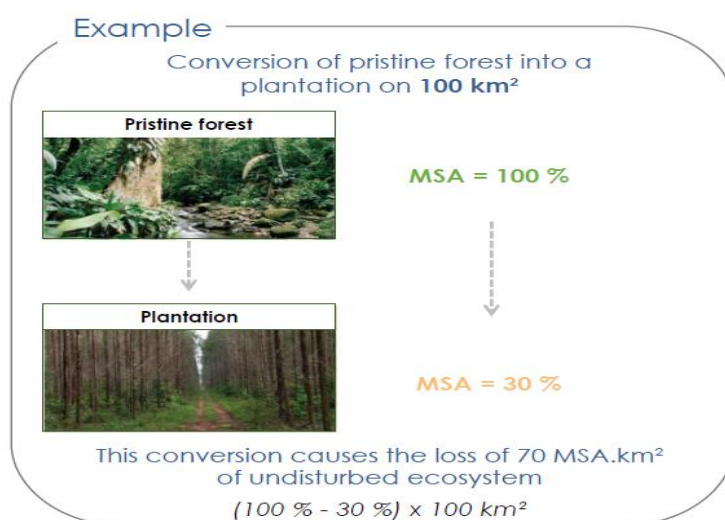 Example
Conversion of pristine forest into a
plantation on 100 km²
Pristine forest
MSA = 100 %
Plantation
MSA = 30 %
This conversion causes the loss of 70 MSA.km²
of undisturbed ecosystem
(100 % - 30 %) x 100 km²